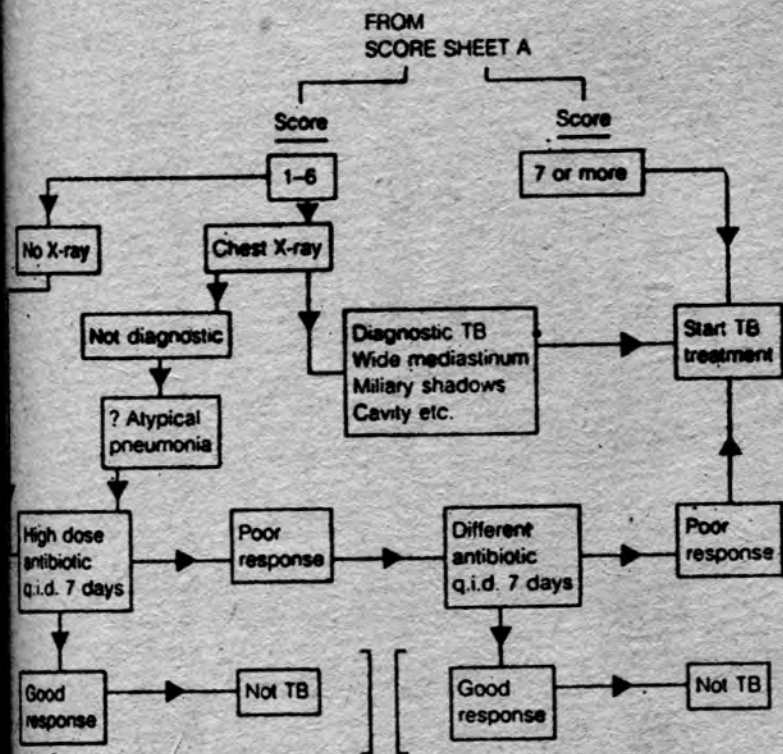 FROM
SCORE SHEET A
Score
Score
1–6
7 or more
No X-ray
Chest X-ray
Not diagnostic
Diagnostic TB
Wide mediastinum
Miliary shadows
Cavity etc.
Start TB
treatment
? Atypical
pneumonia
High dose
antibiotic
q.i.d. 7 days
Poor
response
Different
antibiotic
q.i.d. 7 days
Poor
response
Good
response
Not TB
Good
response
Not TB